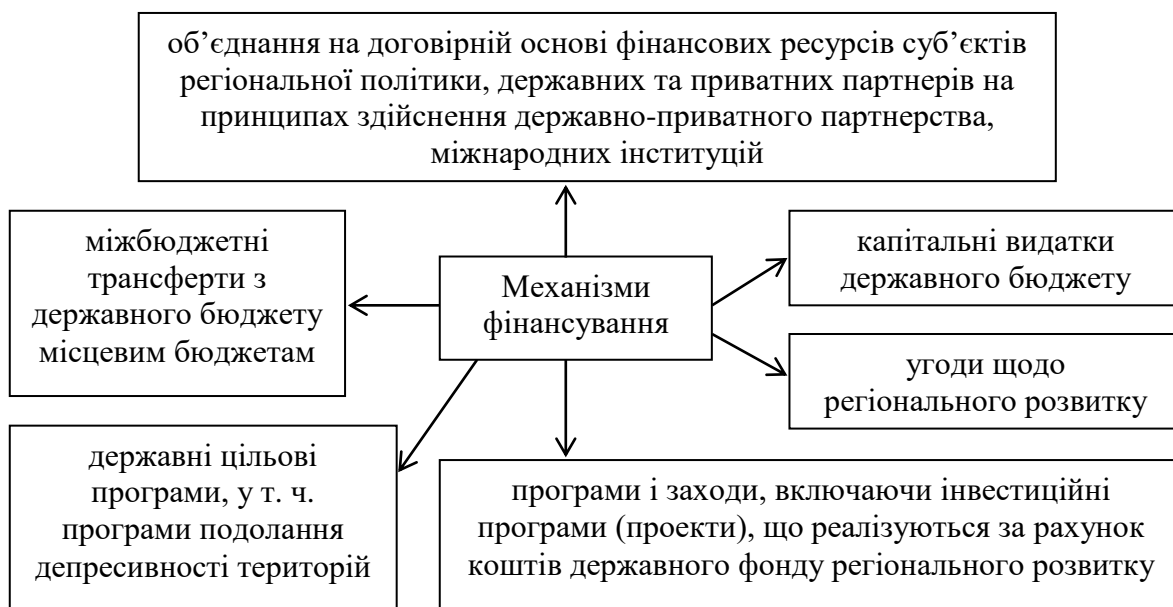 об’єднання на договірній основі фінансових ресурсів суб’єктів
регіональної політики, державних та приватних партнерів на
принципах здійснення державно-приватного партнерства,
міжнародних інституцій
міжбюджетні
трансферти з
державного бюджету
місцевим бюджетам
Механізми
фінансування
капітальні видатки
державного бюджету
угоди щодо
регіонального розвитку
державні цільові
програми, у т. ч.
програми подолання
депресивності територій
програми і заходи, включаючи інвестиційні
програми (проекти), що реалізуються за рахунок
коштів державного фонду регіонального розвитку